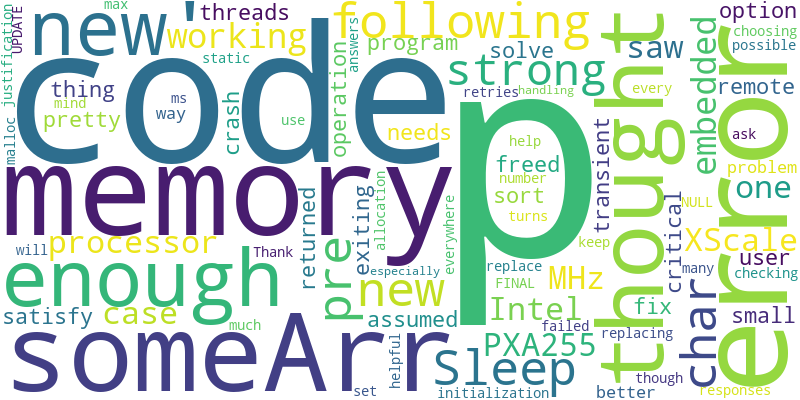 max threads new' following option
UPDATE working thing static
code
justification pretty mind ms way use crash operation answers program solve strong saw choosing possible
retries handling remote every
malloc needs p help freed number sort turns thought embedded ask error
memory
will processor Thank returned exiting allocation everywhere transient keep critical problem one
NULL XScale user
enough pre especially replace many checking
new FINAL MHz
satisfy case much assumed Intel fix char small
someArr failed replacing
Sleep PXA255 though
set helpful initialization better responses